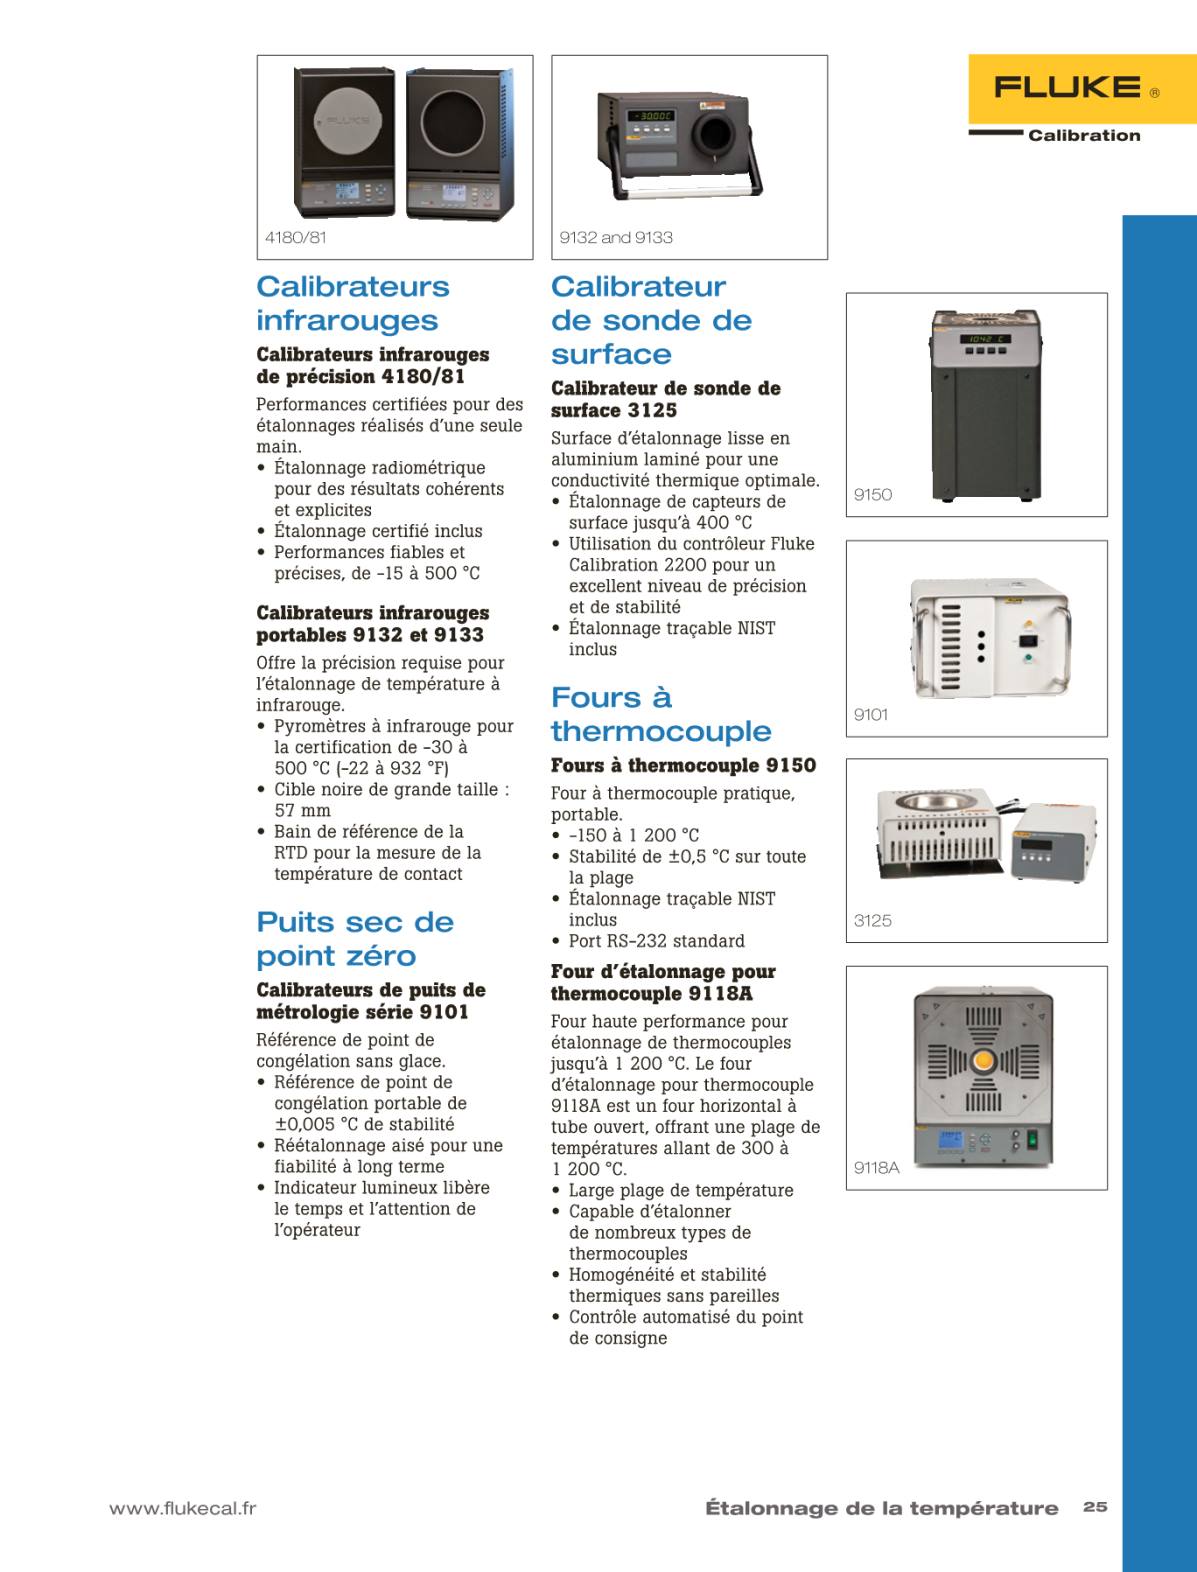 FLUKE ®
Calibration
4180/81
9132 and 9133
Calibrateurs
infrarouges
Calibrateurs infrarouges
de précision 4180/81
Performances certifiées pour des
étalonnages réalisés d’une seule
main.
• Étalonnage radiométrique
pour des résultats cohérents
et explicites
• Étalonnage certifié inclus
• Performances fiables et
précises, de -15 à 500 °C
Calibrateurs infrarouges
portables 9132 et 9133
Offre la précision requise pour
l’étalonnage de température à
infrarouge.
• Pyromètres à infrarouge pour
la certification de -30 à
500 °C (-22 à 932 °F)
• Cible noire de grande taille :
57 mm
• Bain de référence de la
RTD pour la mesure de la
température de contact
Puits sec de
point zéro
Calibrateurs de puits de
métrologie série 9101
Référence de point de
congélation sans glace.
• Référence de point de
congélation portable de
±0,005 °C de stabilité
• Réétalonnage aisé pour une
fiabilité à long terme
• Indicateur lumineux libère
le temps et l’attention de
l’opérateur
Calibrateur
de sonde de
surface
Calibrateur de sonde de
surface 3125
Surface d’étalonnage lisse en
aluminium laminé pour une
conductivité thermique optimale.
• Étalonnage de capteurs de
surface jusqu’à 400 °C
• Utilisation du contrôleur Fluke
Calibration 2200 pour un
excellent niveau de précision
et de stabilité
• Étalonnage traçable NIST
inclus
Fours à
thermocouple
Fours à thermocouple 9150
Four à thermocouple pratique,
portable.
• -150 à 1 200 °C
• Stabilité de ±0,5 °C sur toute
la plage
• Étalonnage traçable NIST
inclus
• Port RS-232 standard
Four d’étalonnage pour
thermocouple 9118A
Four haute performance pour
étalonnage de thermocouples
jusqu’à 1 200 °C. Le four
d’étalonnage pour thermocouple
9118A est un four horizontal à
tube ouvert, offrant une plage de
températures allant de 300 à
1 200 °C.
• Large plage de température
• Capable d’étalonner
de nombreux types de
thermocouples
• Homogénéité et stabilité
thermiques sans pareilles
• Contrôle automatisé du point
de consigne
9150
9101
3125
9118A
www.flukecal.fr
Étalonnage de la température 25